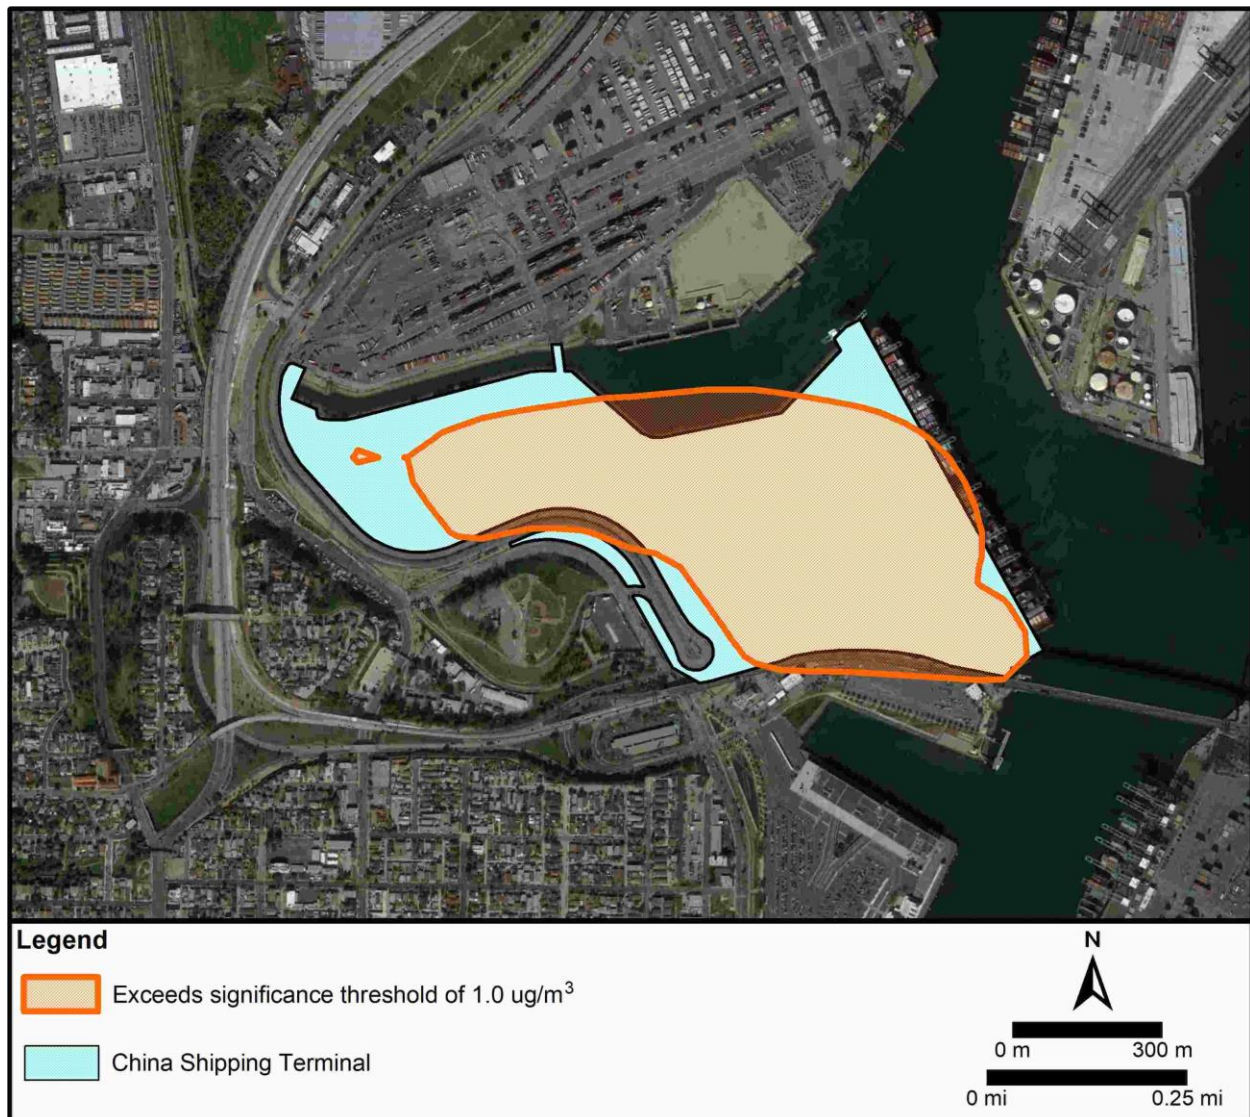 Legend
Exceeds significance threshold of 1.0 ug/m³
China Shipping Terminal
N
0 m 300 m
0 mi 0.25 mi